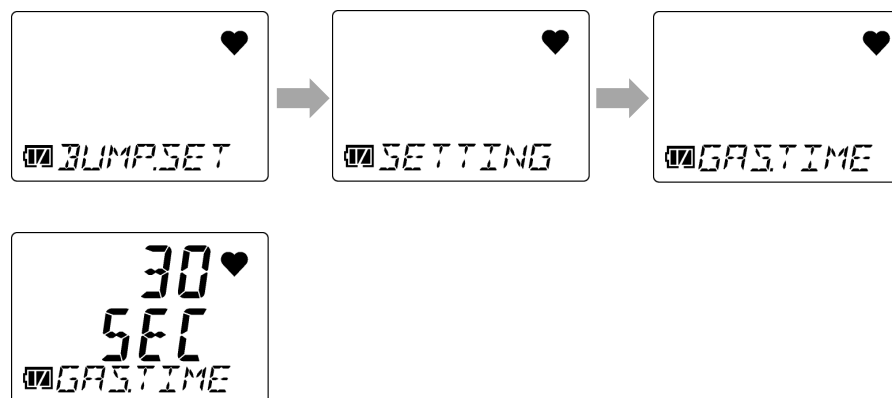 BUMP.SET
SETTING
GAS.TIME
30
SEC
GAS.TIME